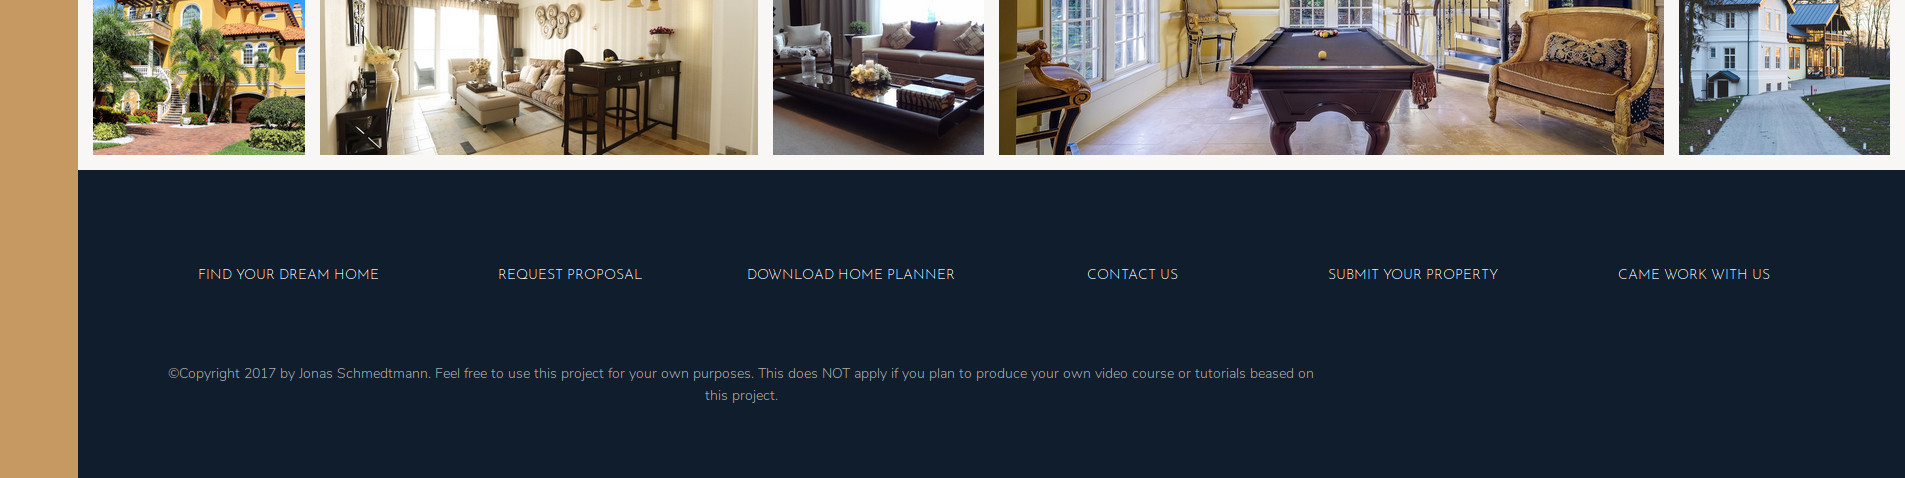 FIND YOUR DREAM HOME REQUEST PROPOSAL DOWNLOAD HOME PLANNER CONTACT US SUBMIT YOUR PROPERTY CAME WORK WITH US
©Copyright 2017 by Jonas Schmedtmann. Feel free to use this project for your own purposes. This does NOT apply if you plan to produce your own video course or tutorials beased on
this project.